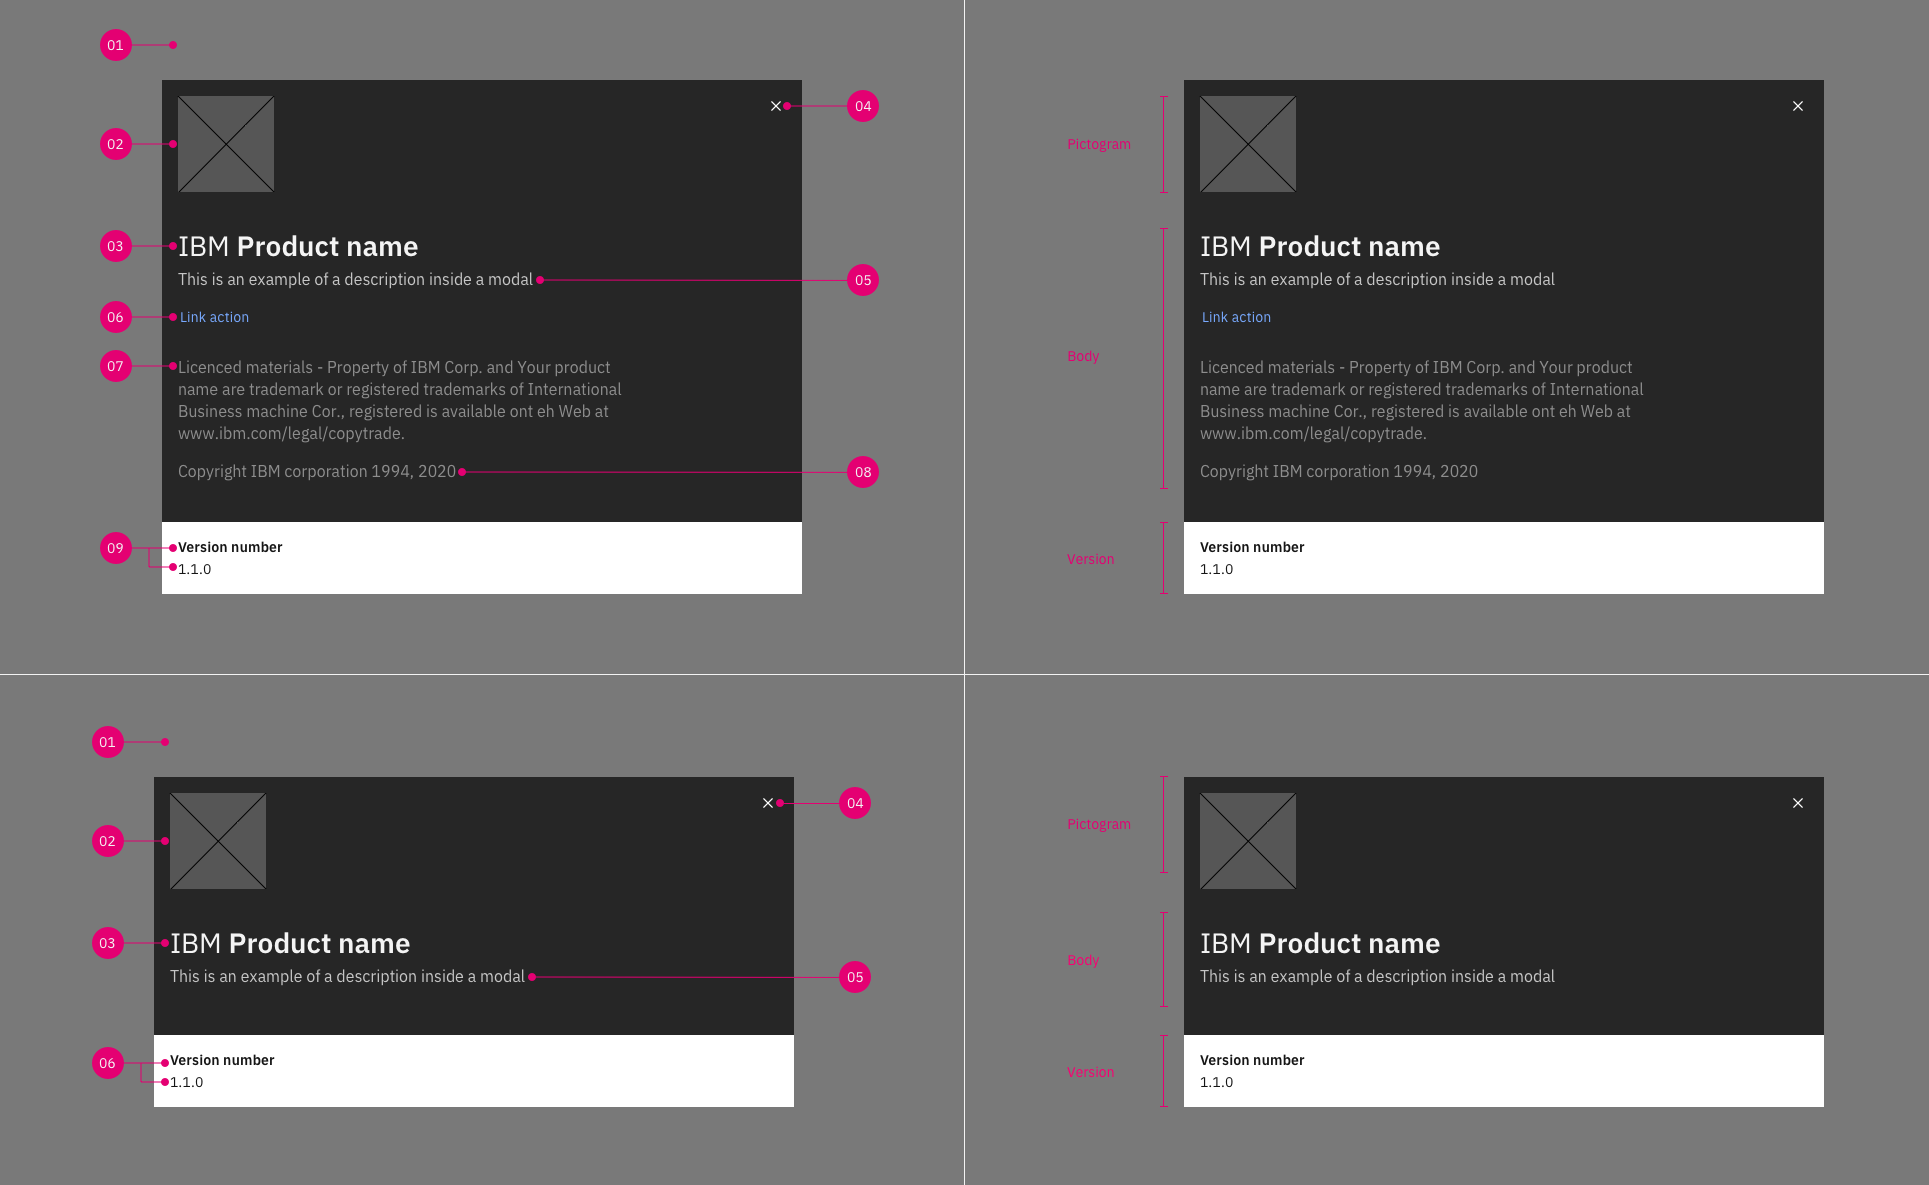 01
04
02
03
IBM Product name
This is an example of a description inside a modal
05
06
Link action
07
Licenced materials - Property of IBM Corp. and Your product
name are trademark or registered trademarks of International
Business machine Cor., registered is available ont eh Web at
www.ibm.com/legal/copytrade.
Copyright IBM corporation 1994, 2020
08
09
Version number
1.1.0
Pictogram
IBM Product name
This is an example of a description inside a modal
Link action
Body
Licenced materials - Property of IBM Corp. and Your product
name are trademark or registered trademarks of International
Business machine Cor., registered is available ont eh Web at
www.ibm.com/legal/copytrade.
Copyright IBM corporation 1994, 2020
Version
Version number
1.1.0
01
04
02
03
IBM Product name
This is an example of a description inside a modal
05
06
Version number
1.1.0
Pictogram
IBM Product name
Body
This is an example of a description inside a modal
Version
Version number
1.1.0